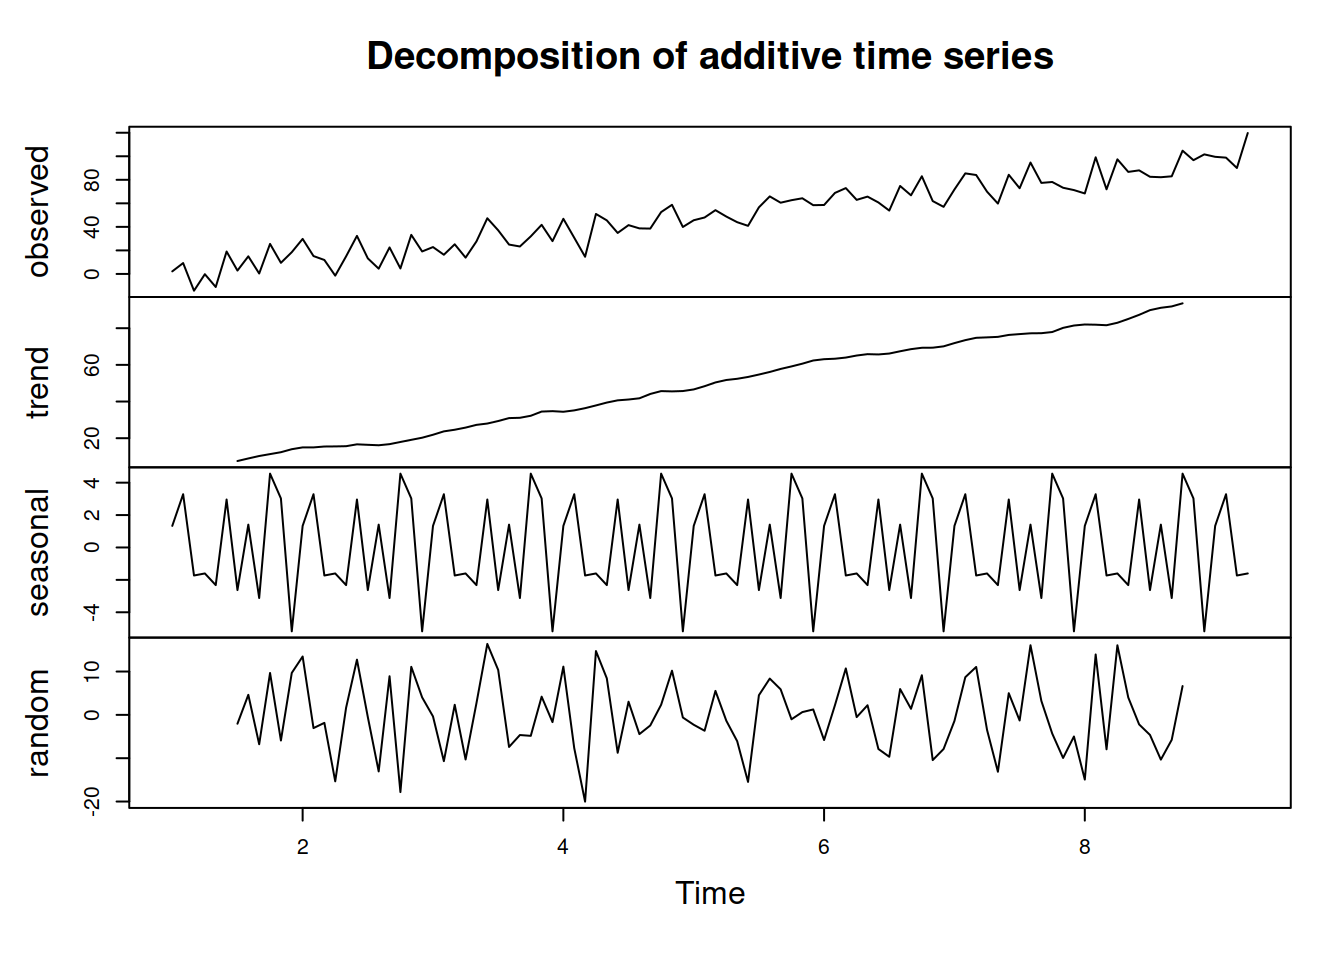 Decomposition of additive time series
observed
0 40 80
trend
20 60
seasonal
-4 0 2 4
random
-20 0 10
2 4 6 8
Time